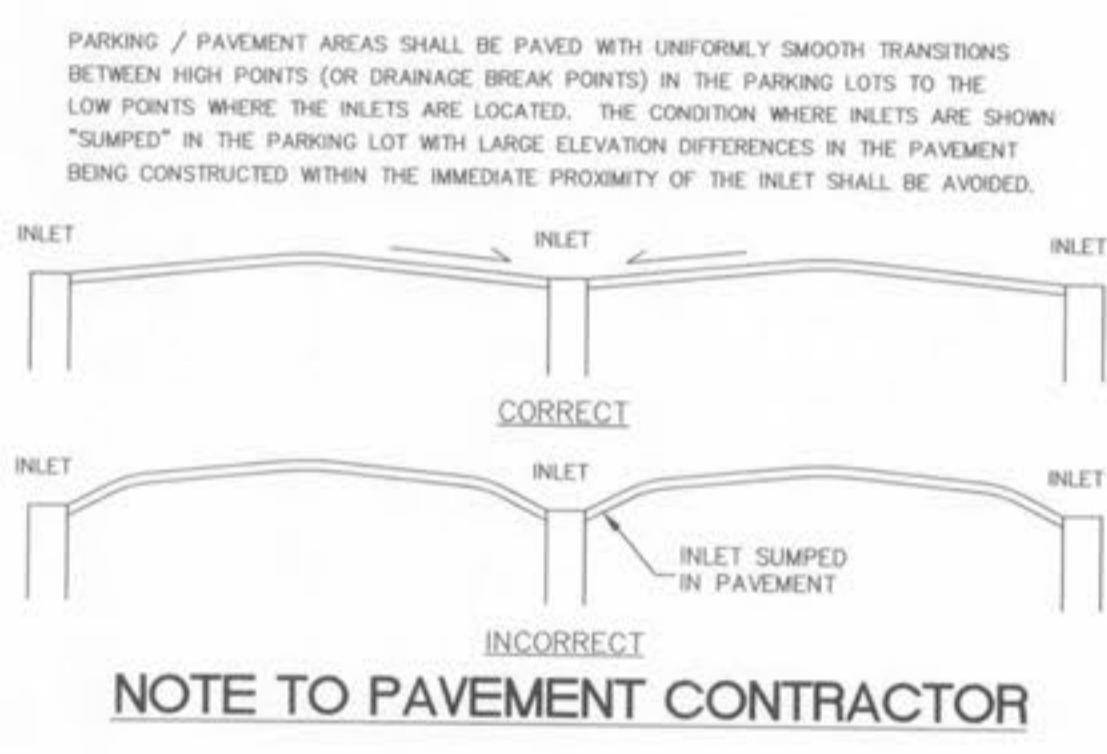 PARKING / PAVEMENT AREAS SHALL BE PAVED WITH UNIFORMLY SMOOTH TRANSITIONS
BETWEEN HIGH POINTS (OR DRAINAGE BREAK POINTS) IN THE PARKING LOTS TO THE
LOW POINTS WHERE THE INLETS ARE LOCATED. THE CONDITION WHERE INLETS ARE SHOWN
"SUMPED" IN THE PARKING LOT WITH LARGE ELEVATION DIFFERENCES IN THE PAVEMENT
BEING CONSTRUCTED WITHIN THE IMMEDIATE PROXIMITY OF THE INLET SHALL BE AVOIDED.
INLET
INLET
INLET
CORRECT
INLET
INLET
INLET
INLET SUMPED
IN PAVEMENT
INCORRECT
NOTE TO PAVEMENT CONTRACTOR